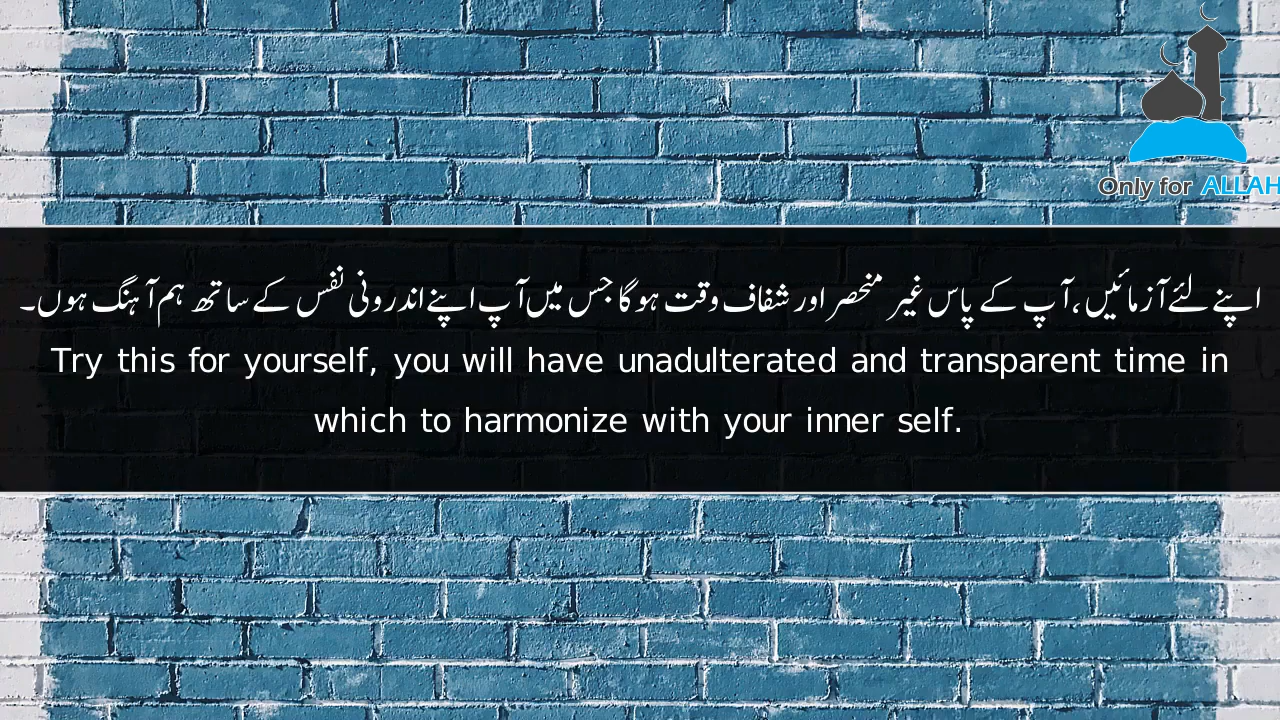 Only for ALLAH
اپنے لئے آزمائیں، آپ کے پاس غیر منحصر اور شفاف وقت ہوگا جس میں آپ اپنے اندرونی نفس کے ساتھ ہم آہنگ ہوں۔
Try this for yourself, you will have unadulterated and transparent time in
which to harmonize with your inner self.